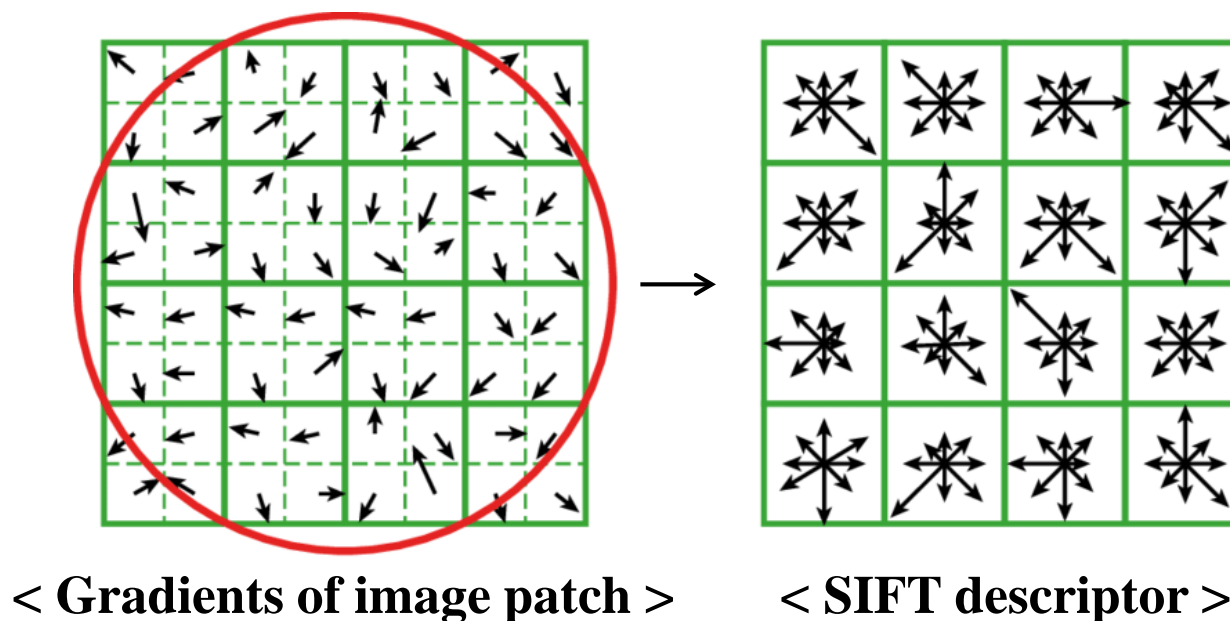 < Gradients of image patch >
< SIFT descriptor >